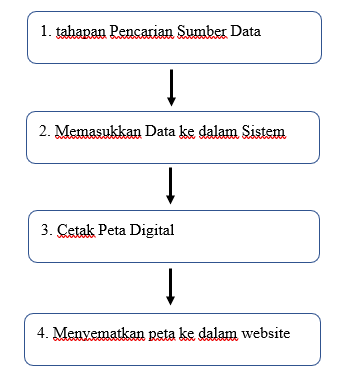 1. tahapan Pencarian Sumber Data
2. Memasukkan Data ke dalam Sistem
3. Cetak Peta Digital
4. Menyematkan peta ke dalam website